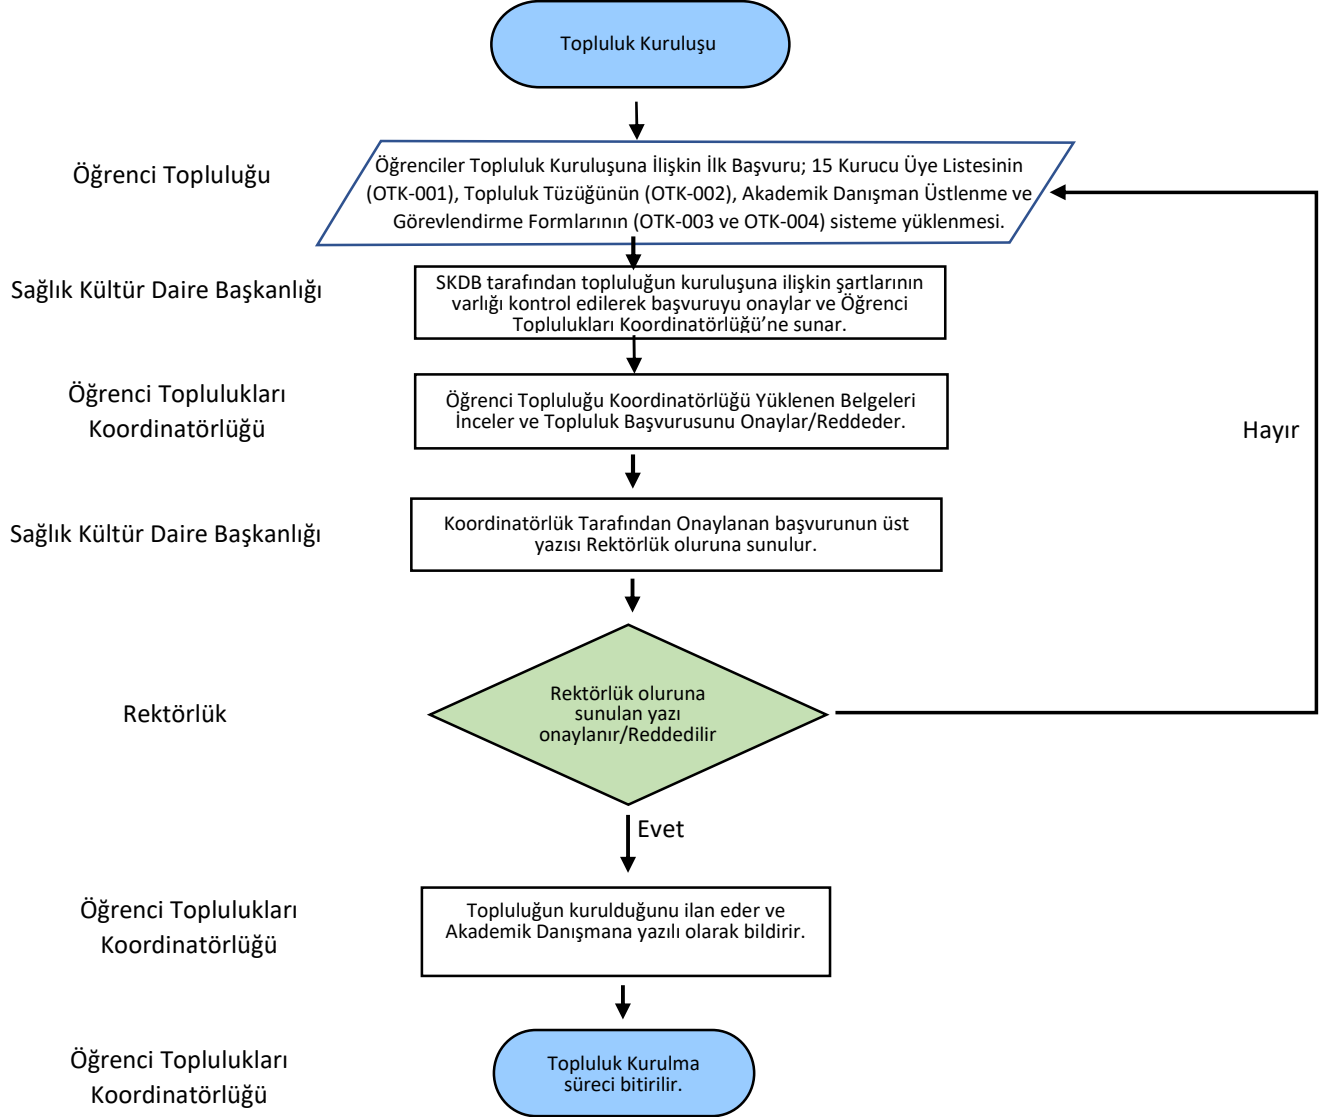 Topluluk Kuruluşu
Öğrenci Topluluğu
Öğrenciler Topluluk Kuruluşuna İlişkin İlk Başvuru; 15 Kurucu Üye Listesinin
(OTK-001), Topluluk Tüzüğünün (OTK-002), Akademik Danışman Üstlenme ve
Görevlendirme Formlarının (OTK-003 ve OTK-004) sisteme yüklenmesi.
Sağlık Kültür Daire Başkanlığı
SKDB tarafından topluluğun kuruluşuna ilişkin şartlarının
varlığı kontrol edilerek başvuruyu onaylar ve Öğrenci
Toplulukları Koordinatörlüğü’ne sunar.
Öğrenci Toplulukları
Koordinatörlüğü
Öğrenci Topluluğu Koordinatörlüğü Yüklenen Belgeleri
İnceler ve Topluluk Başvurusunu Onaylar/Reddeder.
Hayır
Sağlık Kültür Daire Başkanlığı
Koordinatörlük Tarafından Onaylanan başvurunun üst
yazısı Rektörlük oluruna sunulur.
Rektörlük
Rektörlük oluruna
sunulan yazı
onaylanır/Reddedilir
Evet
Öğrenci Toplulukları
Koordinatörlüğü
Topluluğun kurulduğunu ilan eder ve
Akademik Danışmana yazılı olarak bildirir.
Öğrenci Toplulukları
Koordinatörlüğü
Topluluk Kurulma
süreci bitirilir.